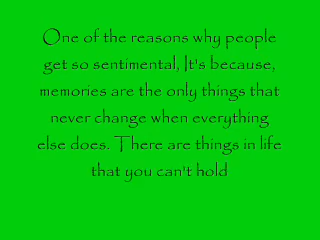 One of the reasons why people
get so sentimental, It's because,
memories are the only things that
never change when everything
else does. There are things in life
that you can't hold